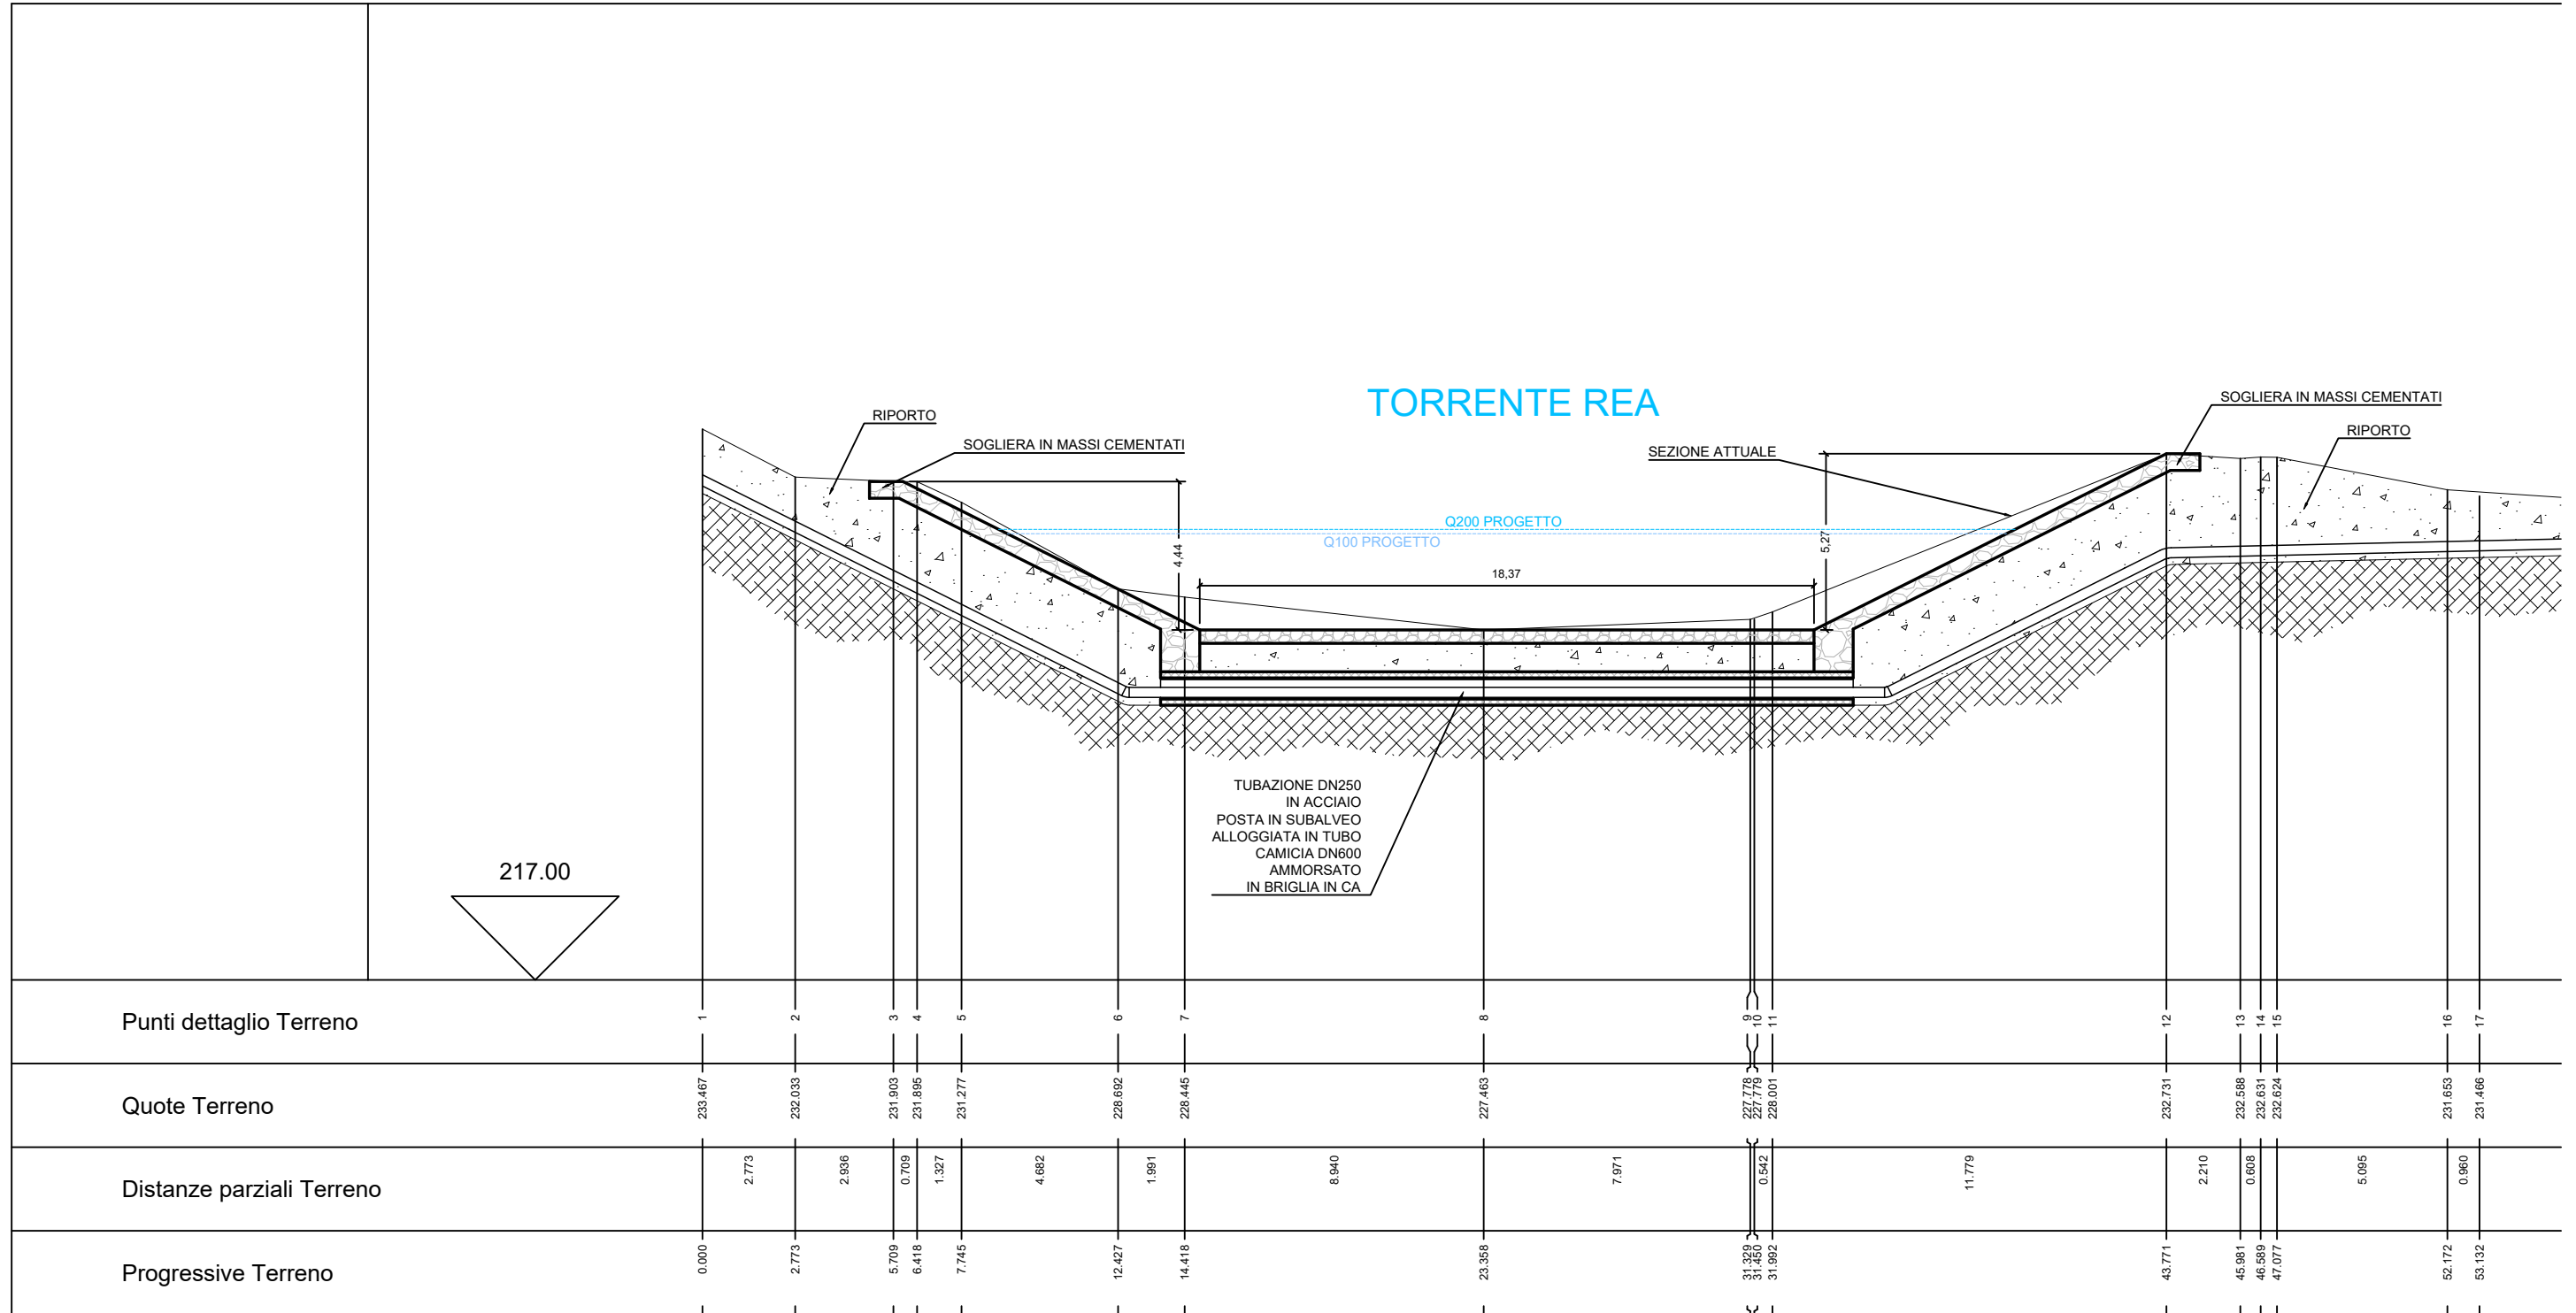 TORRENTE REA
RIPORTO
SOGLIERA IN MASSI CEMENTATI
SEZIONE ATTUALE
SOGLIERA IN MASSI CEMENTATI
RIPORTO
Q200 PROGETTO
Q100 PROGETTO
4,44
18,37
5,27
TUBAZIONE DN250
IN ACCIAIO
POSTA IN SUBALVEO
ALLOGGIATA IN TUBO
CAMICIA DN600
AMMORSATO
IN BRIGLIA IN CA
217.00
Punti dettaglio Terreno
1 2 3 4 5 6 7 8 9 10 11 12 13 14 15 16 17
Quote Terreno
233.467 232.033 231.903 231.895 231.277 228.692 228.445 227.463 227.778 227.779 228.001 232.731 232.588 232.631 232.624 231.653 231.466
Distanze parziali Terreno
2.773 2.936 0.709 1.327 4.682 1.991 8.940 7.971 0.542 11.779 2.210 0.608 5.095 0.960
Progressive Terreno
0.000 2.773 5.709 6.418 7.745 12.427 14.418 23.358 31.329 31.450 31.992 43.771 45.981 46.589 47.077 52.172 53.132